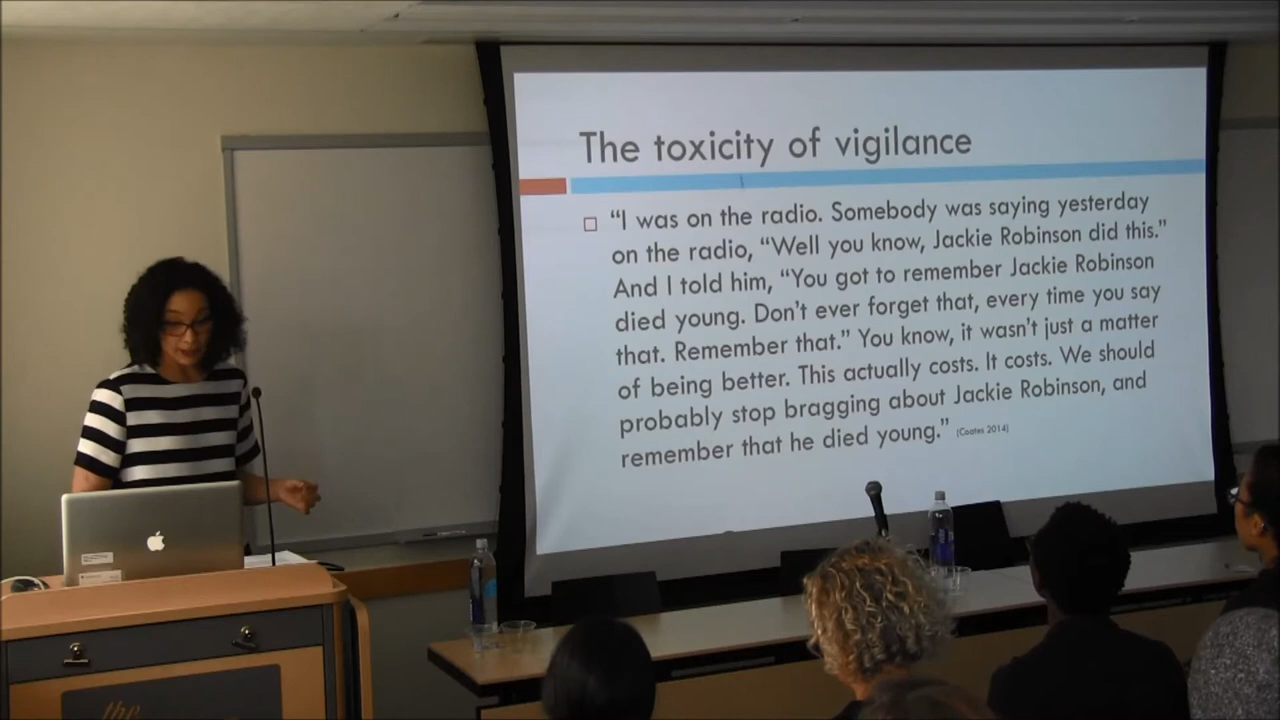 The toxicity of vigilance
“I was on the radio. Somebody was saying yesterday
on the radio, “Well you know, Jackie Robinson did this.”
And I told him, “You got to remember Jackie Robinson
died young. Don’t ever forget that, every time you say
that. Remember that.” You know, it wasn’t just a matter
of being better. This actually costs. It costs. We should
probably stop bragging about Jackie Robinson, and
remember that he died young.” (Coates 2014)
the